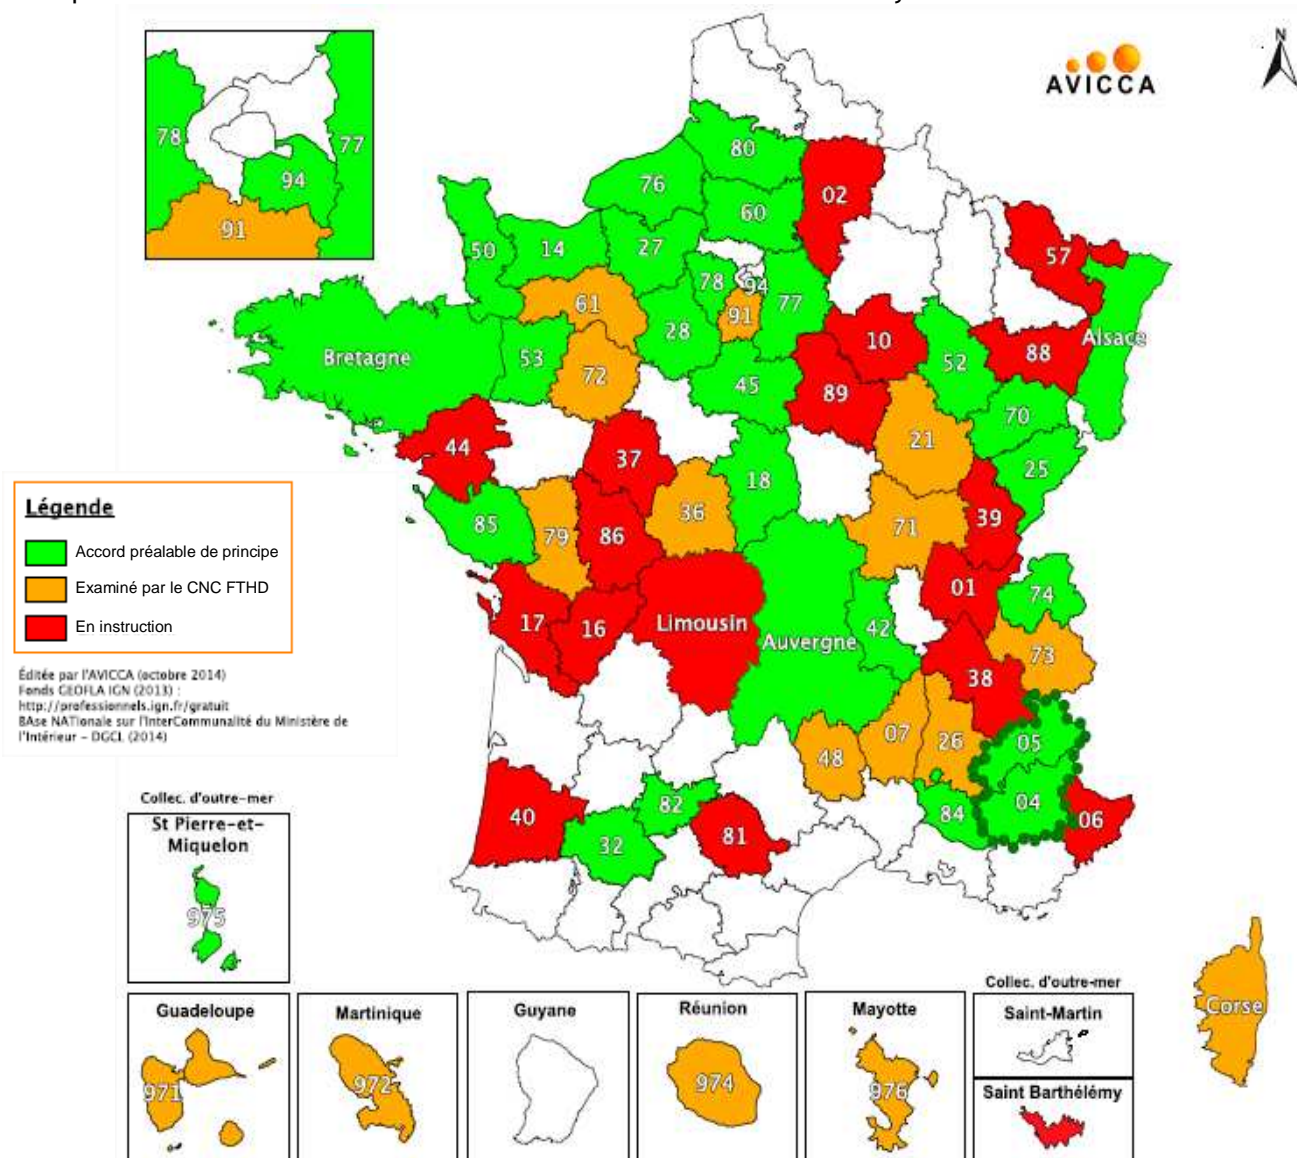 N
AVICCA
78
77
94
91
80
76
02
60
57
50
14
27
78
94
77
61
91
28
10
Alsace
88
Bretagne
53
52
72
45
89
70
21
44
37
25
18
36
39
85
79
86
71
01
74
17
16
Limousin
42
Auvergne
73
38
07
26
05
48
04
82
84
40
06
81
32
Légende
Accord préalable de principe
Examiné par le CNC FTHD
En instruction
Éditée par l'AVICCA (octobre 2014)
Fonds GEOFLA IGN (2013) :
http://professionnels.ign.fr/gratuit
BAse NATionale sur l'InterCommunalité du Ministère de
l'Intérieur - DGCL (2014)
Collec. d'outre-mer
St Pierre-et-
Miquelon
975
Corse
Guadeloupe
971
Martinique
972
Guyane
Réunion
974
Mayotte
976
Collec. d'outre-mer
Saint-Martin
Saint Barthélémy